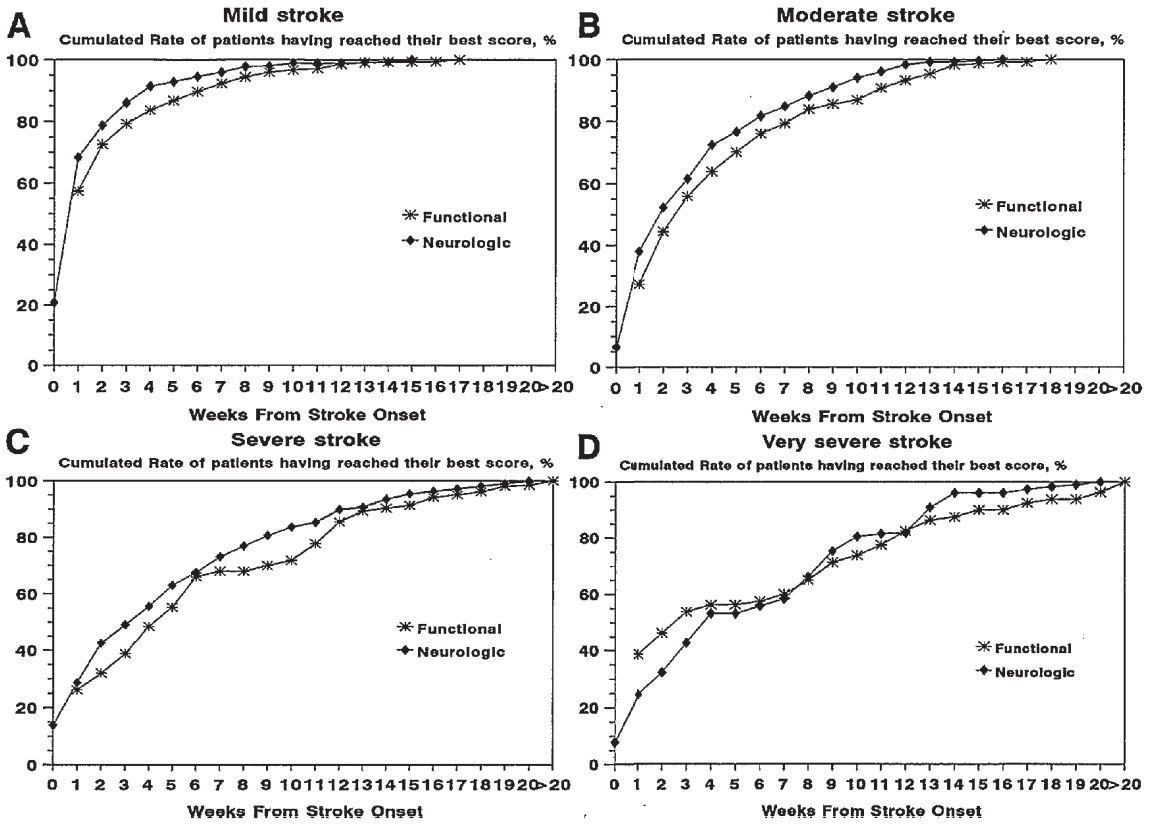 A
Mild stroke
Cumulated Rate of patients having reached their best score, %
100
80
60
40
20
0
Functional
Neurologic
0 1 2 3 4 5 6 7 8 9 10 11 12 13 14 15 16 17 18 19 20 >20
Weeks From Stroke Onset
B
Moderate stroke
Cumulated Rate of patients having reached their best score, %
100
80
60
40
20
0
Functional
Neurologic
0 1 2 3 4 5 6 7 8 9 10 11 12 13 14 15 16 17 18 19 20 >20
Weeks From Stroke Onset
C
Severe stroke
Cumulated Rate of patients having reached their best score, %
100
80
60
40
20
0
Functional
Neurologic
0 1 2 3 4 5 6 7 8 9 10 11 12 13 14 15 16 17 18 19 20 >20
Weeks From Stroke Onset
D
Very severe stroke
Cumulated Rate of patients having reached their best score, %
100
80
60
40
20
0
Functional
Neurologic
0 1 2 3 4 5 6 7 8 9 10 11 12 13 14 15 16 17 18 19 20 >20
Weeks From Stroke Onset